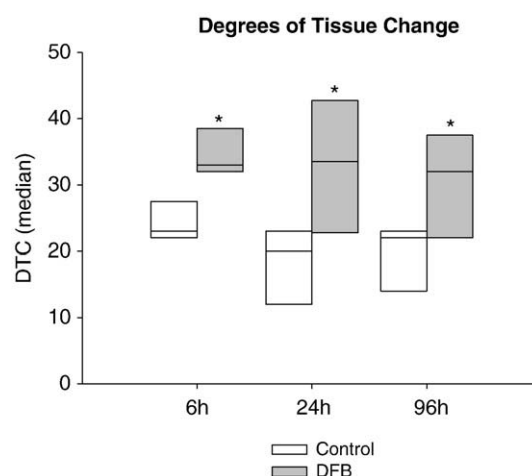 Degrees of Tissue Change
50
40
30
20
10
0
DTC (median)
*
*
*
6h 24h 96h
Control
DFB